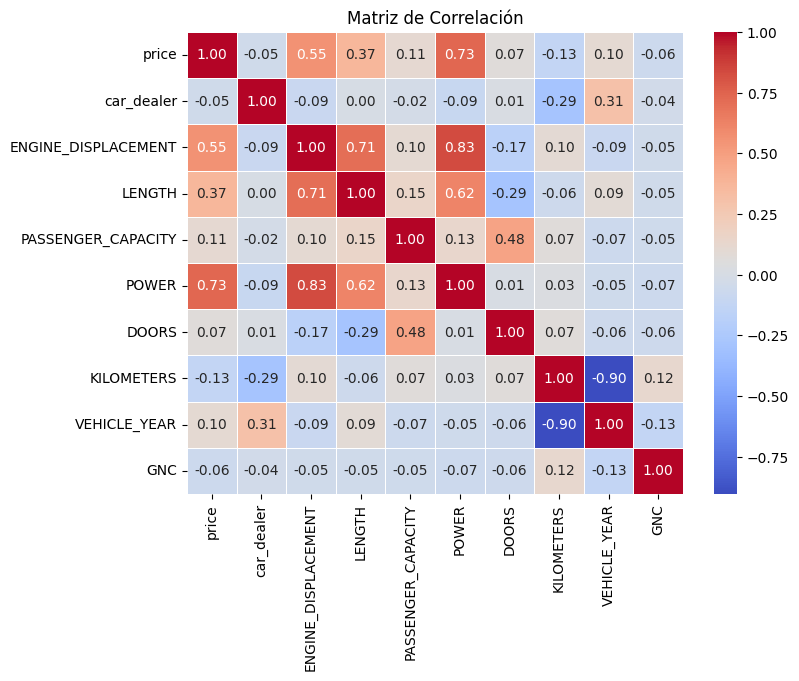 Matriz de Correlación
price 1.00 -0.05 0.55 0.37 0.11 0.73 0.07 -0.13 0.10 -0.06
car_dealer -0.05 1.00 -0.09 0.00 -0.02 -0.09 0.01 -0.29 0.31 -0.04
ENGINE_DISPLACEMENT 0.55 -0.09 1.00 0.71 0.10 0.83 -0.17 0.10 -0.09 -0.05
LENGTH 0.37 0.00 0.71 1.00 0.15 0.62 -0.29 -0.06 0.09 -0.05
PASSENGER_CAPACITY 0.11 -0.02 0.10 0.15 1.00 0.13 0.48 0.07 -0.07 -0.05
POWER 0.73 -0.09 0.83 0.62 0.13 1.00 0.01 0.03 -0.05 -0.07
DOORS 0.07 0.01 -0.17 -0.29 0.48 0.01 1.00 0.07 -0.06 -0.06
KILOMETERS -0.13 -0.29 0.10 -0.06 0.07 0.03 0.07 1.00 -0.90 0.12
VEHICLE_YEAR 0.10 0.31 -0.09 0.09 -0.07 -0.05 -0.06 -0.90 1.00 -0.13
GNC -0.06 -0.04 -0.05 -0.05 -0.05 -0.07 -0.06 0.12 -0.13 1.00
price
car_dealer
ENGINE_DISPLACEMENT
LENGTH
PASSENGER_CAPACITY
POWER
DOORS
KILOMETERS
VEHICLE_YEAR
GNC
1.00
0.75
0.50
0.25
0.00
−0.25
−0.50
−0.75